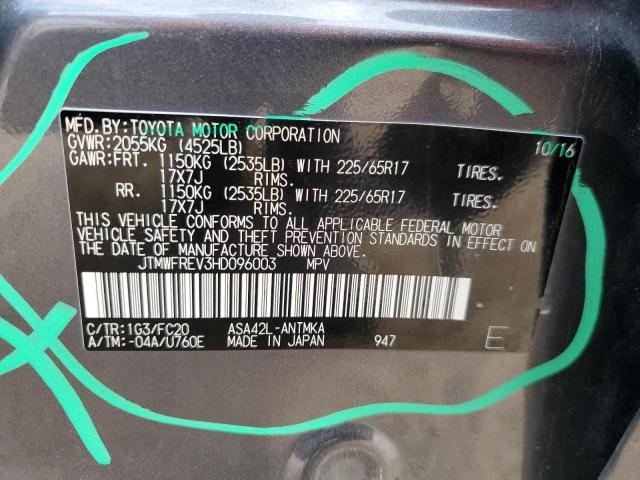 MFD.BY:TOYOTA MOTOR CORPORATION 10/16
GVWR:2055KG (4525LB)
GAWR:FRT. 1150KG (2535LB) WITH 225/65R17 TIRES.
17X7J RIMS.
RR. 1150KG (2535LB) WITH 225/65R17 TIRES.
17X7J RIMS.
THIS VEHICLE CONFORMS TO ALL APPLICABLE FEDERAL MOTOR
VEHICLE SAFETY AND THEFT PREVENTION STANDARDS IN EFFECT ON
THE DATE OF MANUFACTURE SHOWN ABOVE.
JTMWFREV3HD096003 MPV
C/TR:1G3/FC20 ASA42L-ANTMKA
A/TM:-04A/U760E MADE IN JAPAN 947 E